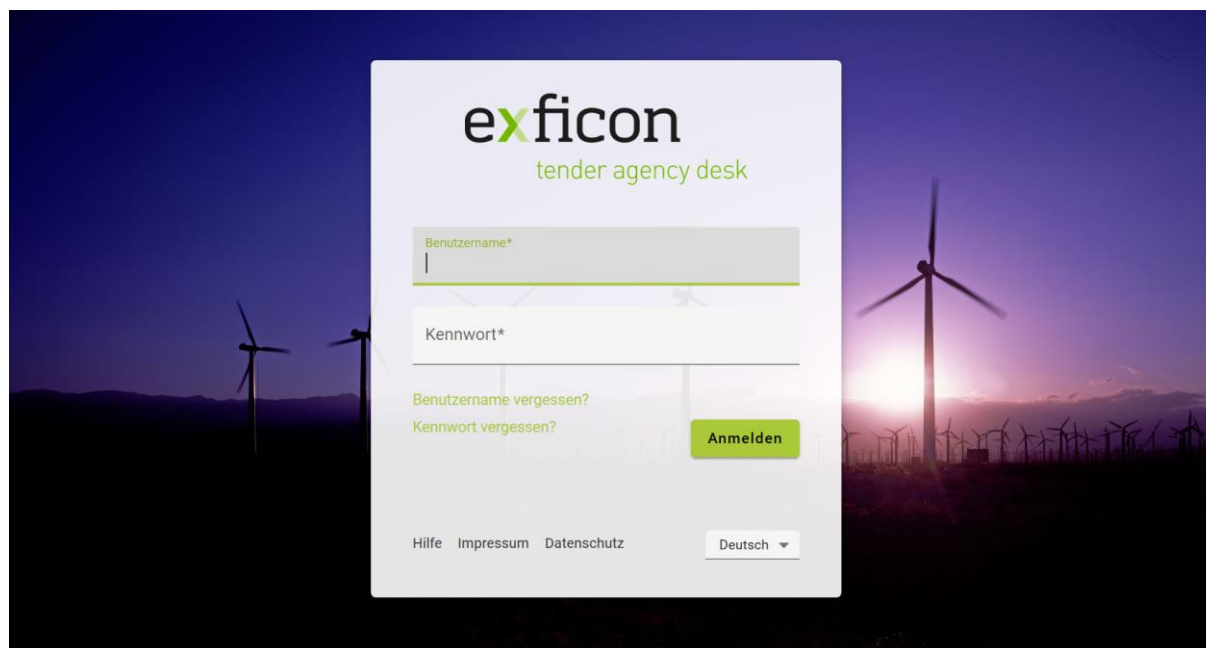 exficon
tender agency desk
Benutzername*
Kennwort*
Benutzername vergessen?
Kennwort vergessen?
Anmelden
Hilfe Impressum Datenschutz Deutsch